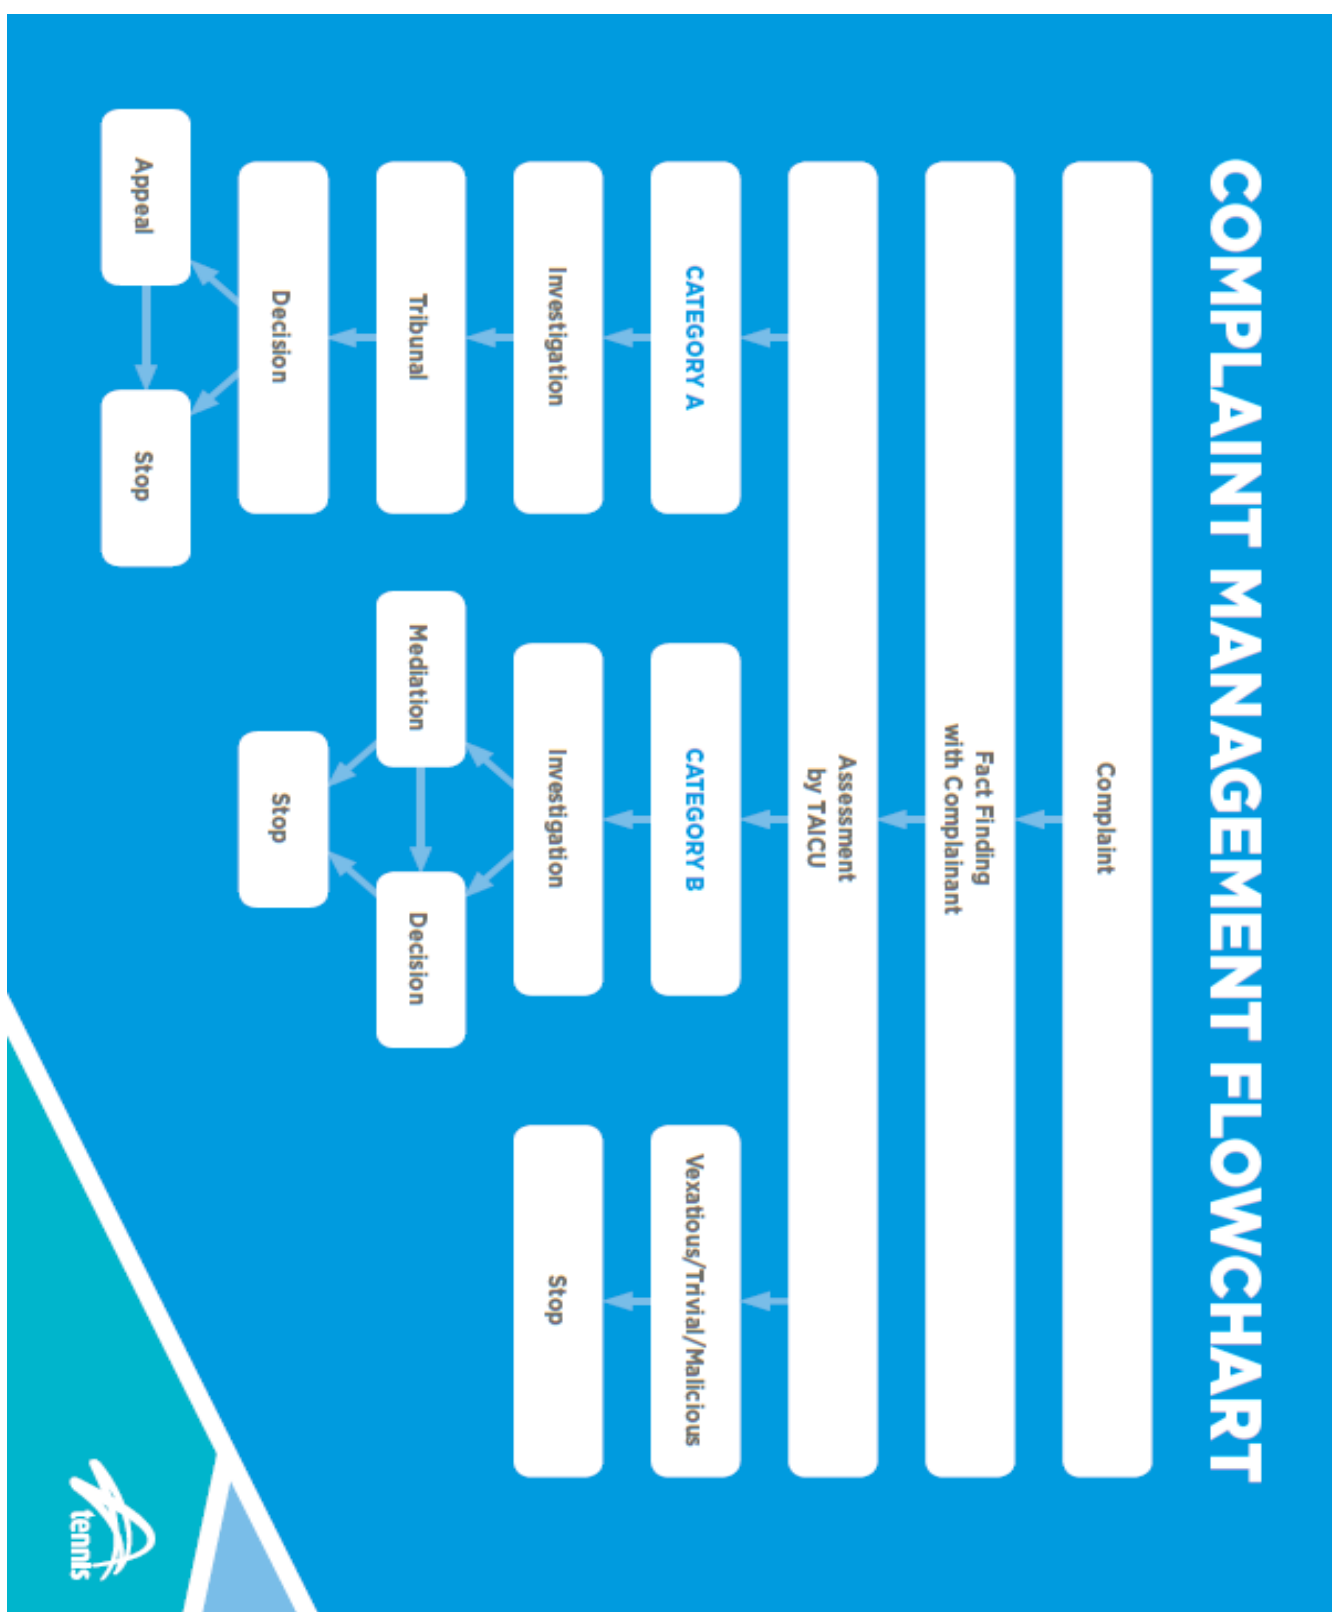 COMPLAINT MANAGEMENT FLOWCHART
Complaint
Fact Finding
with Complainant
Assessment
by TAICU
CATEGORY A
CATEGORY B
Vexatious/Trivial/Malicious
Investigation
Investigation
Stop
Tribunal
Mediation
Decision
Decision
Stop
Appeal
Stop
tennis